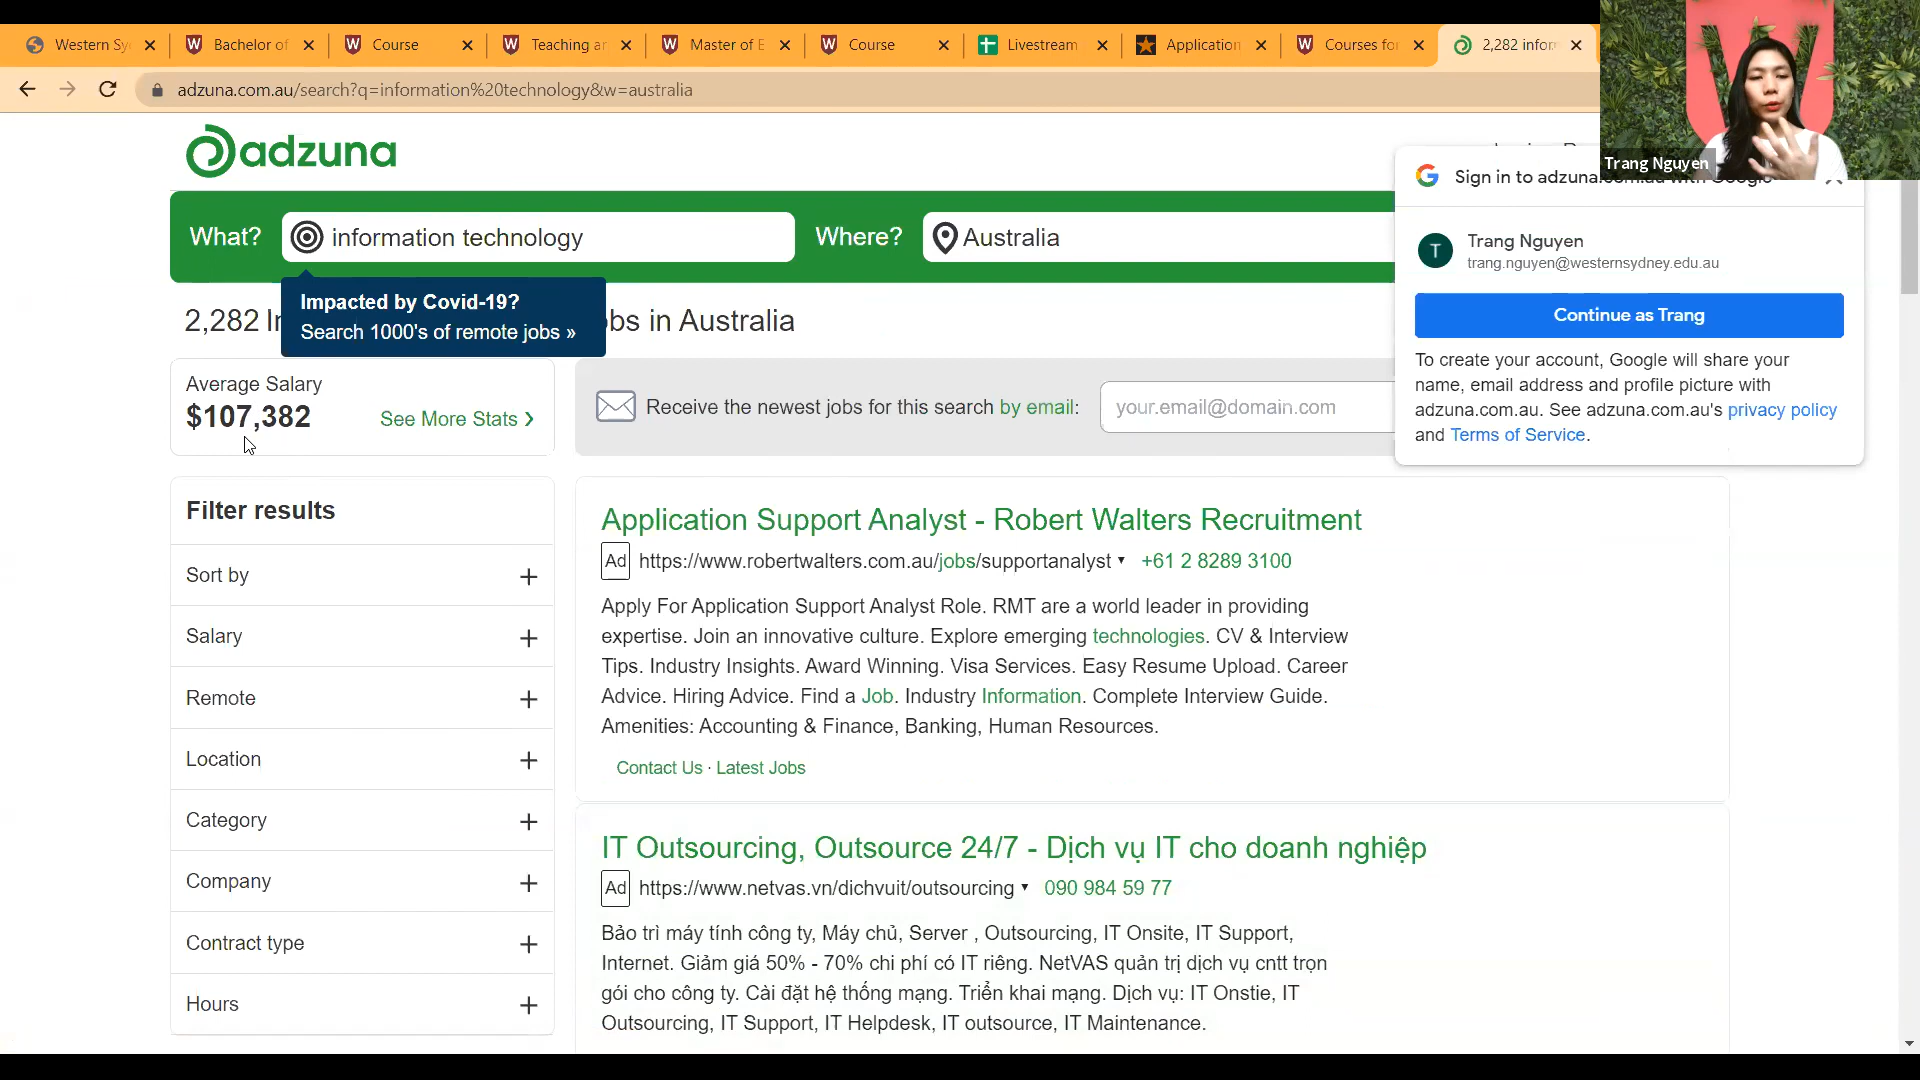 Western Sy
Bachelor of
Course
Teaching an
Master of E
Course
Livestream
Application
Courses for
2,282 infor
adzuna.com.au/search?q=information%20technology&w=australia
Trang Nguyen
adzuna
Sign in to adzuna.com.au with Google
What?
information technology
Where?
Australia
Trang Nguyen
T
trang.nguyen@westernsydney.edu.au
Impacted by Covid-19?
Search 1000's of remote jobs »
2,282 In
obs in Australia
Continue as Trang
To create your account, Google will share your
name, email address and profile picture with
adzuna.com.au. See adzuna.com.au's privacy policy
and Terms of Service.
Average Salary
$107,382
See More Stats
Receive the newest jobs for this search by email:
your.email@domain.com
Filter results
Sort by
Salary
Remote
Location
Category
Company
Contract type
Hours
Application Support Analyst - Robert Walters Recruitment
Ad https://www.robertwalters.com.au/jobs/supportanalyst +61 2 8289 3100
Apply For Application Support Analyst Role. RMT are a world leader in providing
expertise. Join an innovative culture. Explore emerging technologies. CV & Interview
Tips. Industry Insights. Award Winning. Visa Services. Easy Resume Upload. Career
Advice. Hiring Advice. Find a Job. Industry Information. Complete Interview Guide.
Amenities: Accounting & Finance, Banking, Human Resources.
Contact Us · Latest Jobs
IT Outsourcing, Outsource 24/7 - Dịch vụ IT cho doanh nghiệp
Ad https://www.netvas.vn/dichvuit/outsourcing 090 984 59 77
Bảo trì máy tính công ty, Máy chủ, Server , Outsourcing, IT Onsite, IT Support,
Internet. Giảm giá 50% - 70% chi phí có IT riêng. NetVAS quản trị dịch vụ cntt trọn
gói cho công ty. Cài đặt hệ thống mạng. Triển khai mạng. Dịch vụ: IT Onstie, IT
Outsourcing, IT Support, IT Helpdesk, IT outsource, IT Maintenance.